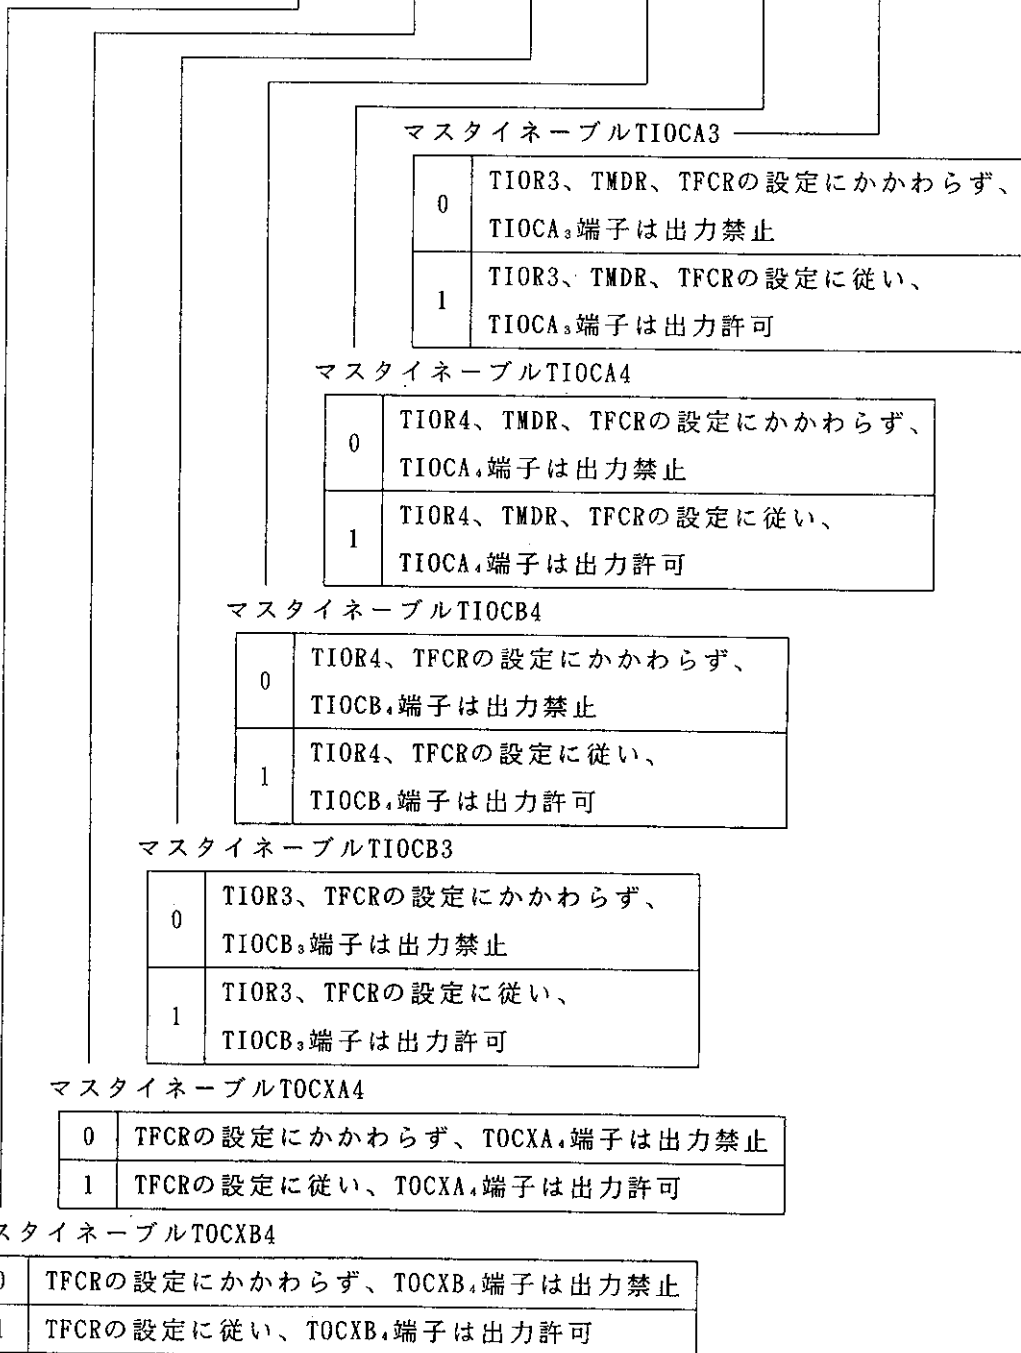 マスタイネーブルTIOCA3
0 TIOR3、TMDR、TFCRの設定にかかわらず、
TIOCA₃端子は出力禁止
1 TIOR3、TMDR、TFCRの設定に従い、
TIOCA₃端子は出力許可
マスタイネーブルTIOCA4
0 TIOR4、TMDR、TFCRの設定にかかわらず、
TIOCA₄端子は出力禁止
1 TIOR4、TMDR、TFCRの設定に従い、
TIOCA₄端子は出力許可
マスタイネーブルTIOCB4
0 TIOR4、TFCRの設定にかかわらず、
TIOCB₄端子は出力禁止
1 TIOR4、TFCRの設定に従い、
TIOCB₄端子は出力許可
マスタイネーブルTIOCB3
0 TIOR3、TFCRの設定にかかわらず、
TIOCB₃端子は出力禁止
1 TIOR3、TFCRの設定に従い、
TIOCB₃端子は出力許可
マスタイネーブルTOCXA4
0 TFCRの設定にかかわらず、TOCXA₄端子は出力禁止
1 TFCRの設定に従い、TOCXA₄端子は出力許可
スタイネーブルTOCXB4
0 TFCRの設定にかかわらず、TOCXB₄端子は出力禁止
1 TFCRの設定に従い、TOCXB₄端子は出力許可